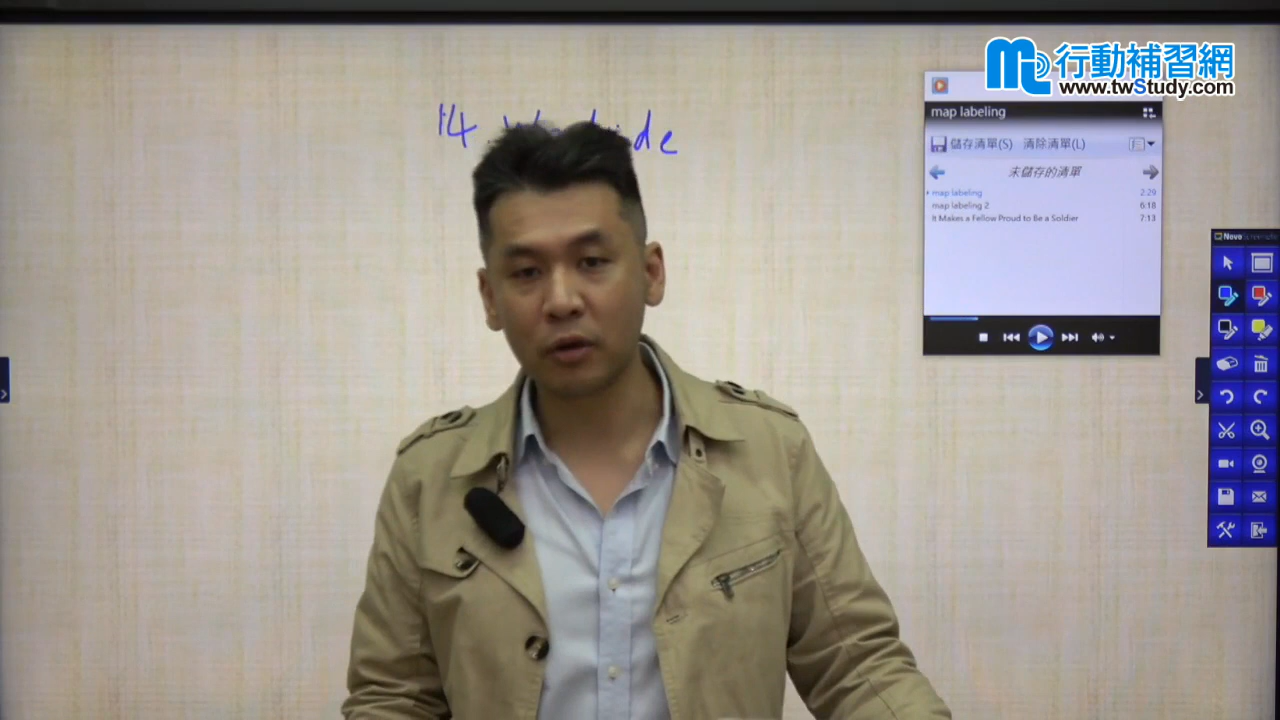 行動補習網
www.twStudy.com
14
map labeling
儲存清單(S) 清除清單(L)
未儲存的清單
map labeling 2:29
map labeling 2 6:18
It Makes a Fellow Proud to Be a Soldier 7:13